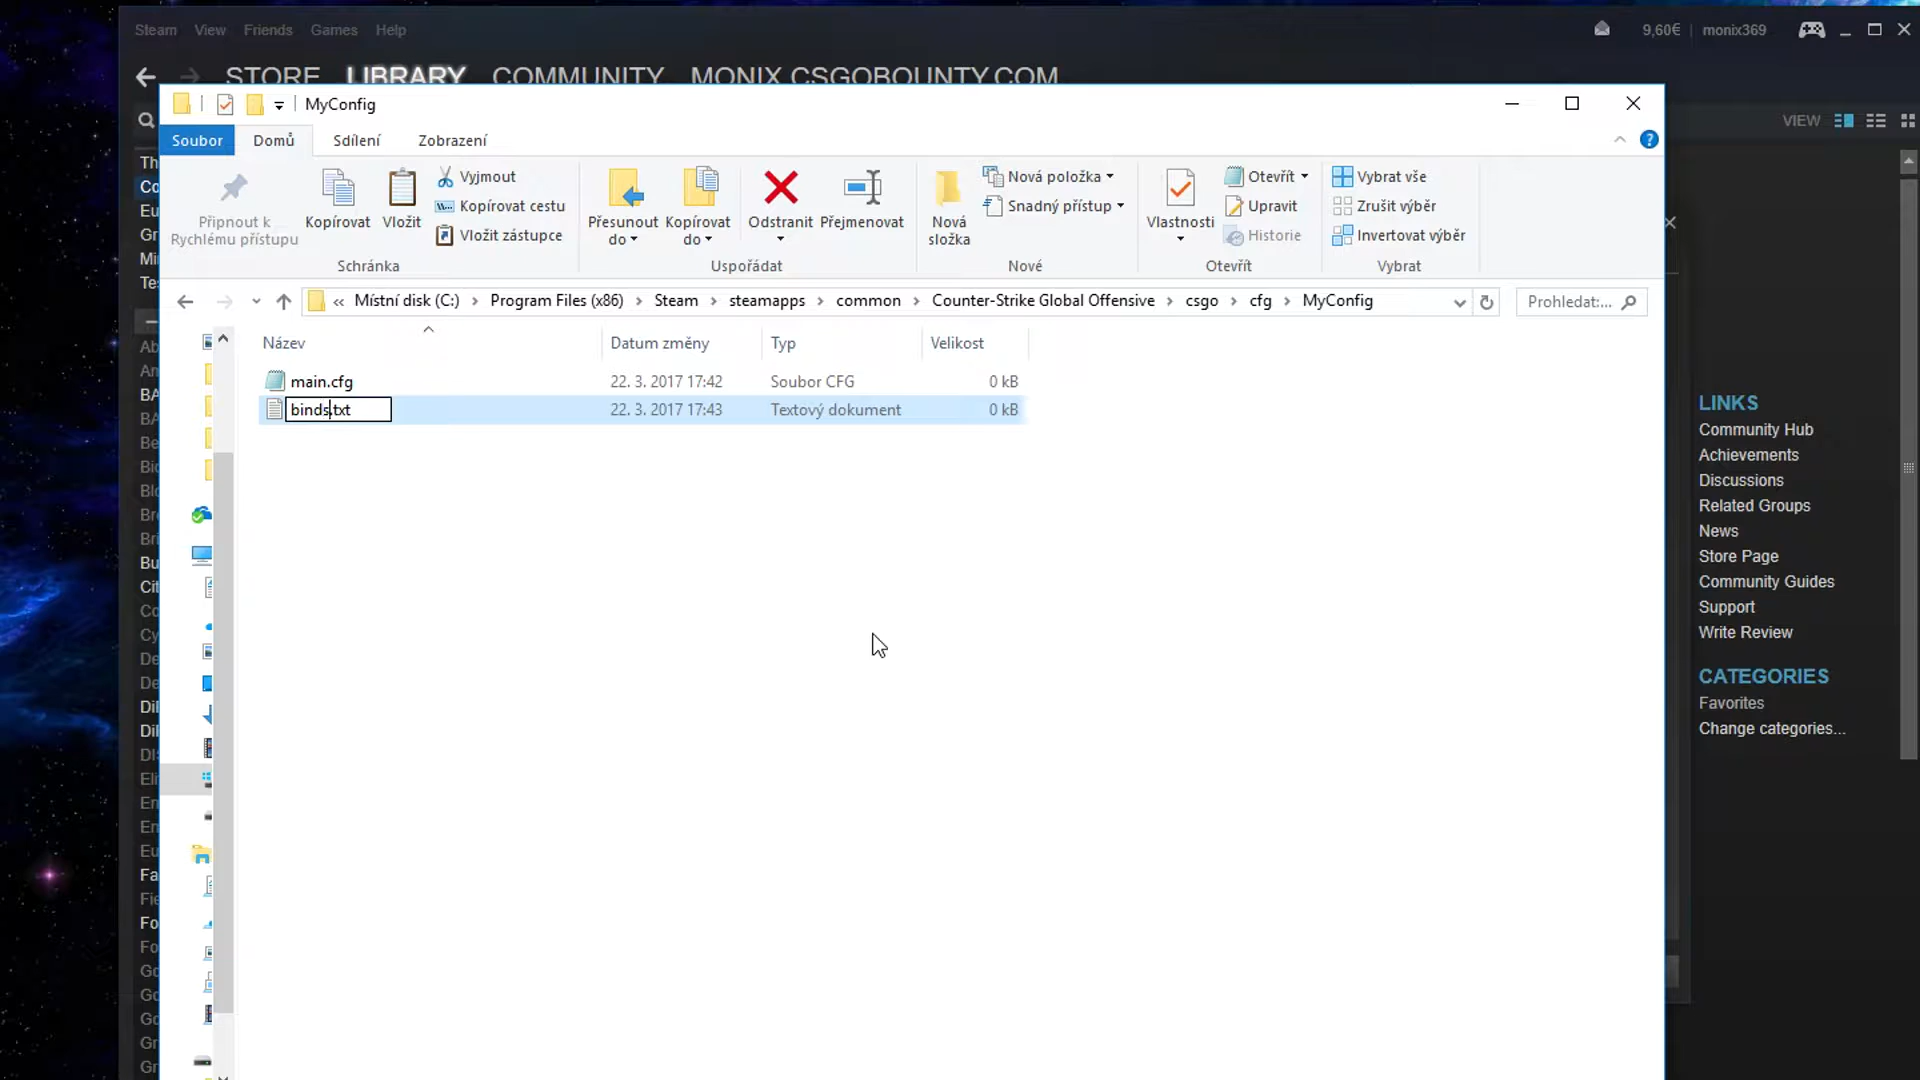 Steam View Friends Games Help 9,60€ | monix369
STORE LIBRARY COMMUNITY MONIX.CSGOBOUNTY.COM
MyConfig
VIEW
Soubor Domů Sdílení Zobrazení
Připnout k Rychlému přístupu
Kopírovat
Vložit
Vyjmout
Kopírovat cestu
Vložit zástupce
Schránka
Přesunout do
Kopírovat do
Odstranit
Přejmenovat
Uspořádat
Nová složka
Nová položka
Snadný přístup
Nové
Vlastnosti
Otevřít
Upravit
Historie
Otevřít
Vybrat vše
Zrušit výběr
Invertovat výběr
Vybrat
« Místní disk (C:) > Program Files (x86) > Steam > steamapps > common > Counter-Strike Global Offensive > csgo > cfg > MyConfig
Prohledat:...
Název Datum změny Typ Velikost
main.cfg 22. 3. 2017 17:42 Soubor CFG 0 kB
binds.txt 22. 3. 2017 17:43 Textový dokument 0 kB
LINKS
Community Hub
Achievements
Discussions
Related Groups
News
Store Page
Community Guides
Support
Write Review
CATEGORIES
Favorites
Change categories...